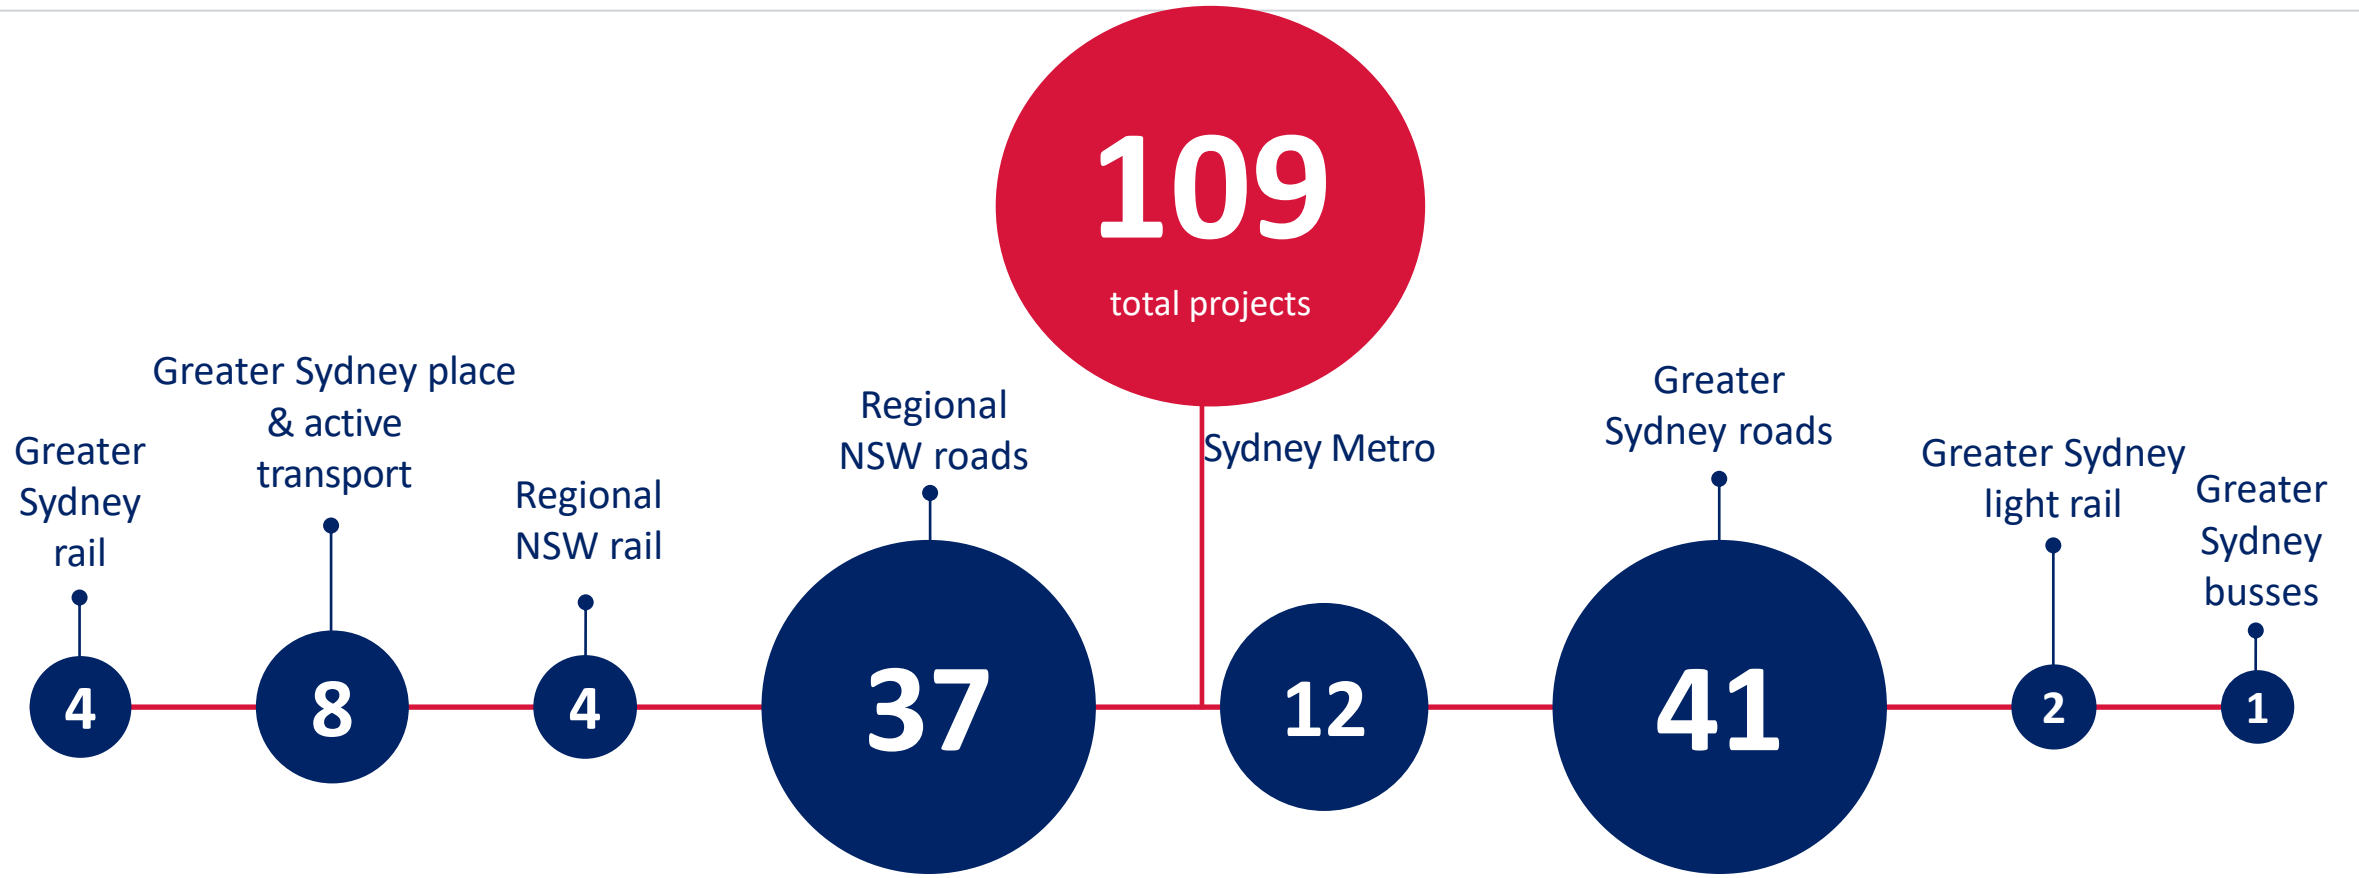 109
total projects
Greater
Sydney
rail
4
Greater Sydney place
& active
transport
8
Regional
NSW rail
4
Regional
NSW roads
37
Sydney Metro
12
Greater
Sydney roads
41
Greater Sydney
light rail
2
Greater
Sydney
busses
1